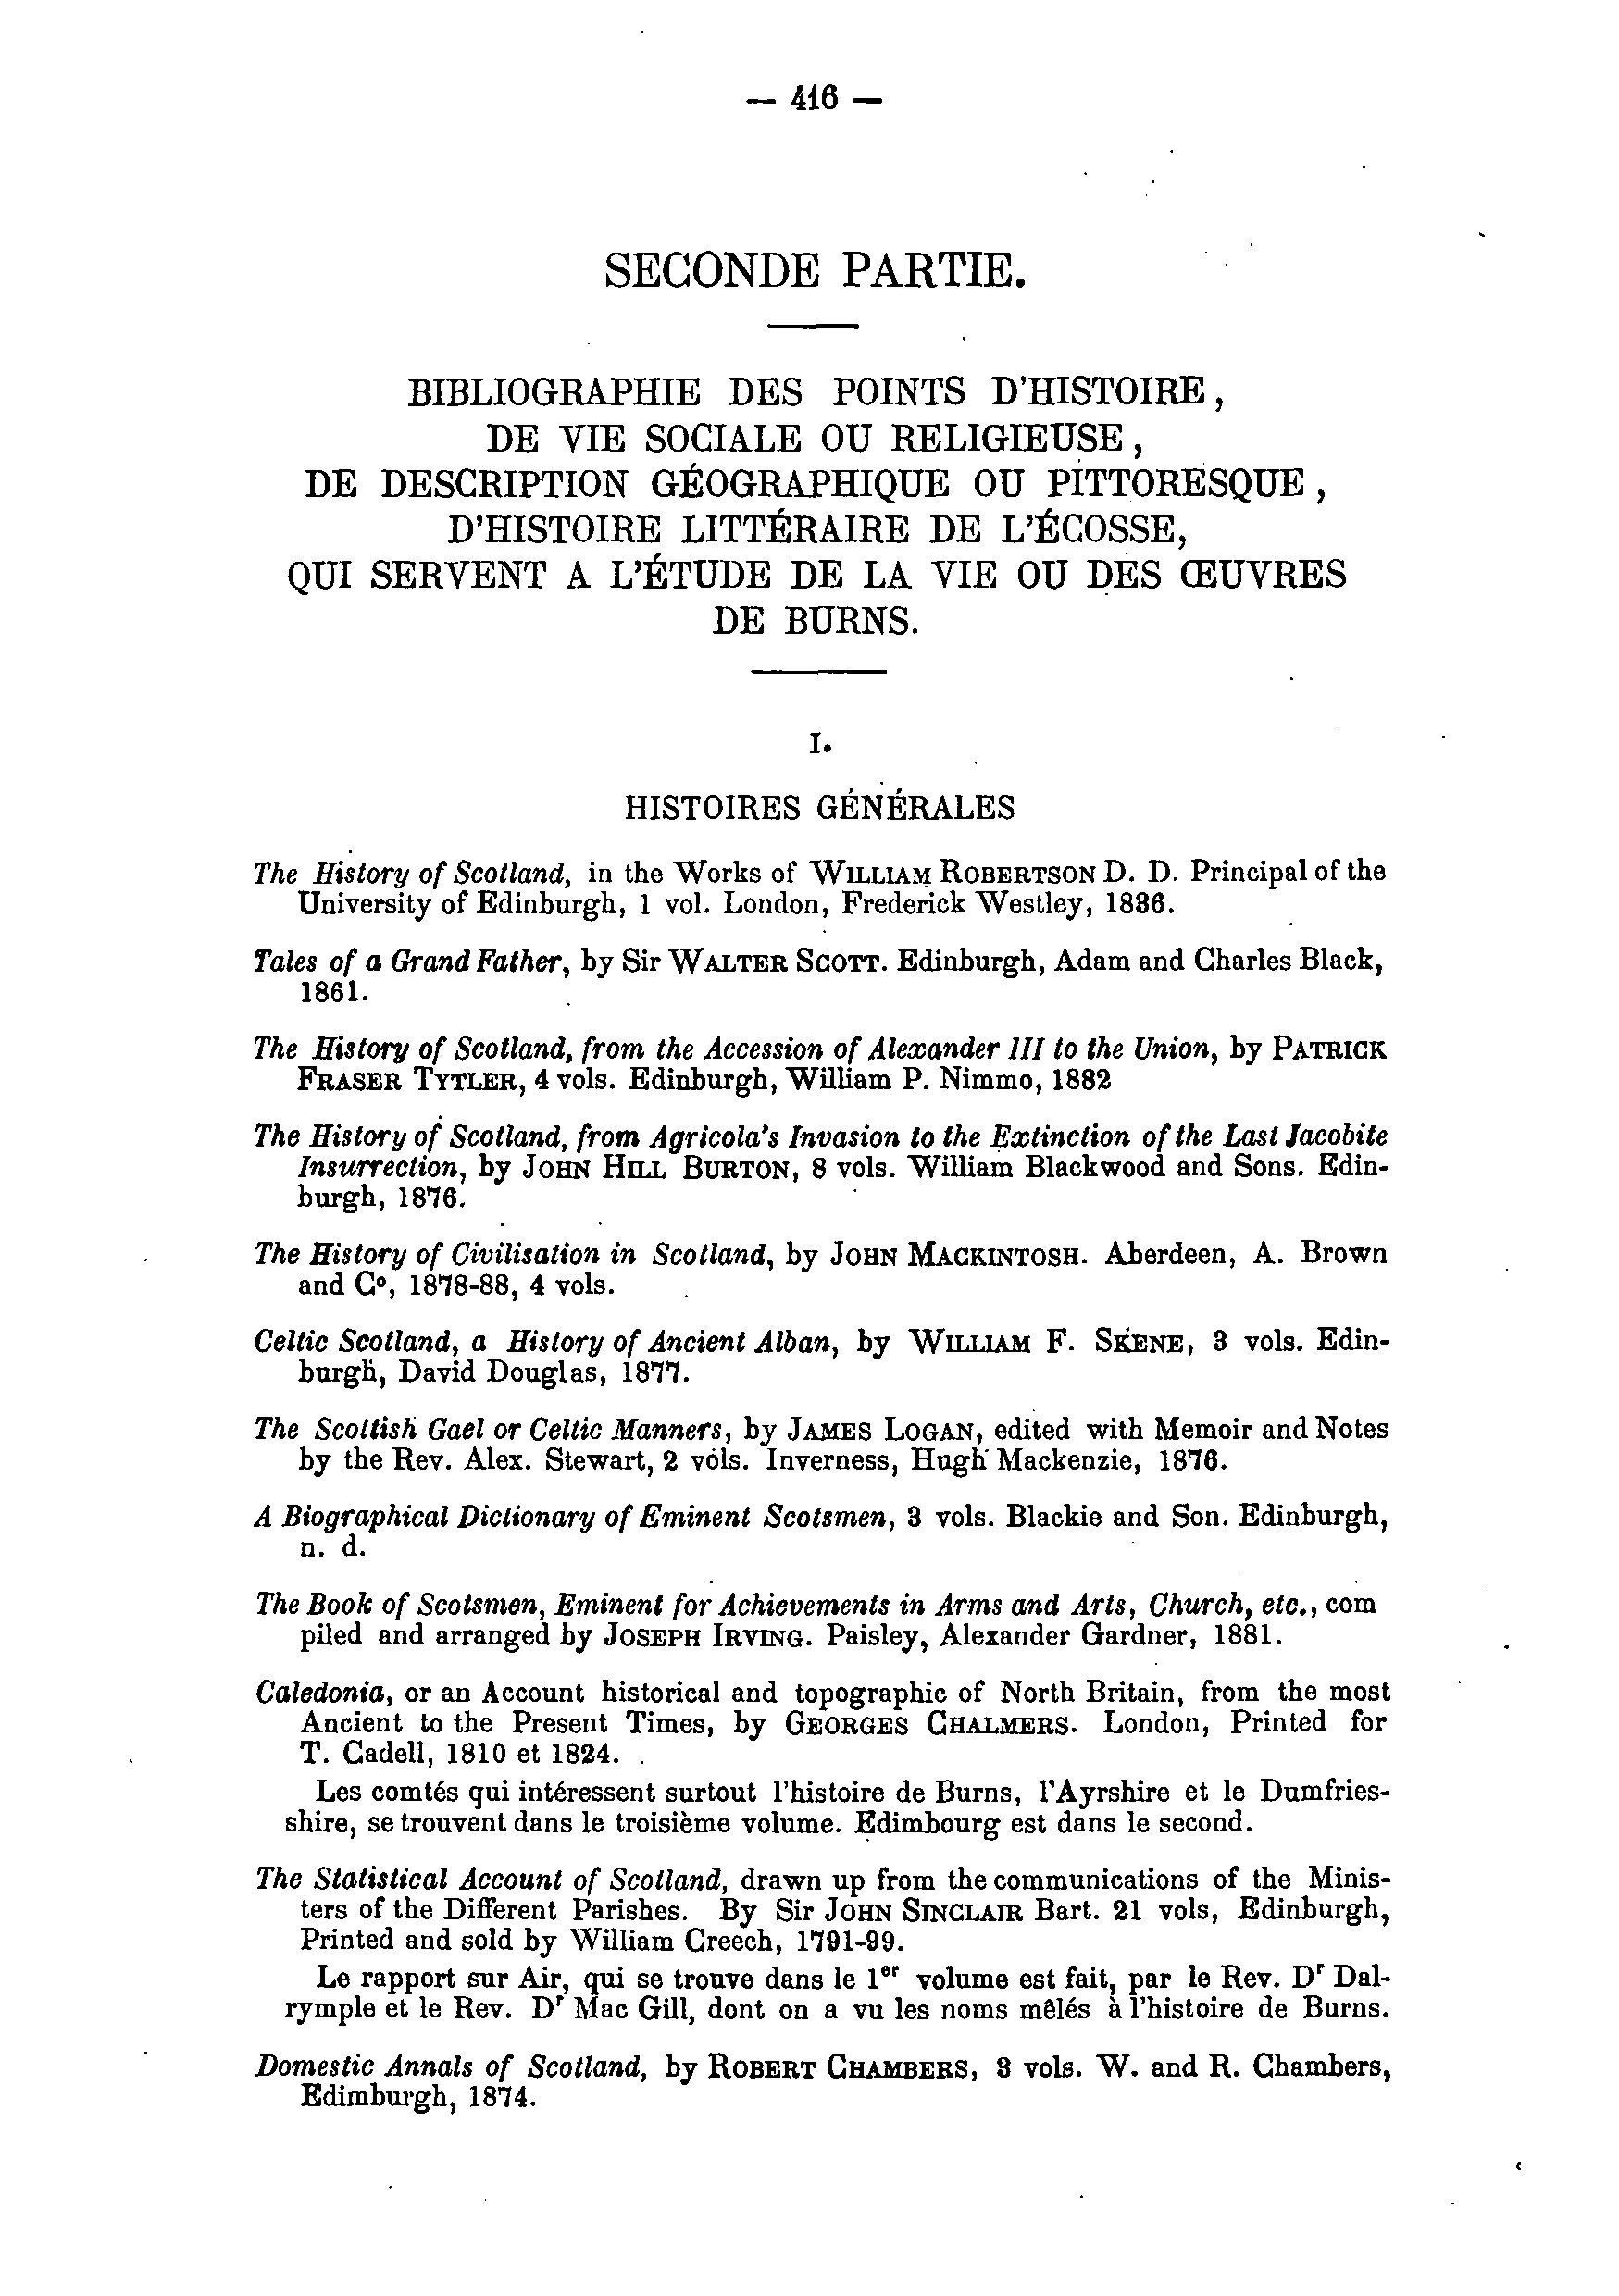 — 416 —
SECONDE PARTIE.
BIBLIOGRAPHIE DES POINTS D'HISTOIRE,
DE VIE SOCIALE OU RELIGIEUSE,
DE DESCRIPTION GÉOGRAPHIQUE OU PITTORESQUE,
D'HISTOIRE LITTÉRAIRE DE L'ÉCOSSE,
QUI SERVENT A L'ÉTUDE DE LA VIE OU DES ŒUVRES
DE BURNS.
I.
HISTOIRES GÉNÉRALES
The History of Scotland, in the Works of WILLIAM ROBERTSON D. D. Principal of the
University of Edinburgh, 1 vol. London, Frederick Westley, 1836.
Tales of a Grand Father, by Sir WALTER SCOTT. Edinburgh, Adam and Charles Black,
1861.
The History of Scotland, from the Accession of Alexander III to the Union, by PATRICK
FRASER TYTLER, 4 vols. Edinburgh, William P. Nimmo, 1882
The History of Scotland, from Agricola's Invasion to the Extinction of the Last Jacobite
Insurrection, by JOHN HILL BURTON, 8 vols. William Blackwood and Sons. Edin-
burgh, 1876.
The History of Civilisation in Scotland, by JOHN MACKINTOSH. Aberdeen, A. Brown
and Cº, 1878-88, 4 vols.
Celtic Scotland, a History of Ancient Alban, by WILLIAM F. SKENE, 3 vols. Edin-
burgh, David Douglas, 1877.
The Scottish Gael or Celtic Manners, by JAMES LOGAN, edited with Memoir and Notes
by the Rev. Alex. Stewart, 2 vols. Inverness, Hugh Mackenzie, 1876.
A Biographical Dictionary of Eminent Scotsmen, 3 vols. Blackie and Son. Edinburgh,
n. d.
The Book of Scotsmen, Eminent for Achievements in Arms and Arts, Church, etc., com
piled and arranged by JOSEPH IRVING. Paisley, Alexander Gardner, 1881.
Caledonia, or an Account historical and topographic of North Britain, from the most
Ancient to the Present Times, by GEORGES CHALMERS. London, Printed for
T. Cadell, 1810 et 1824.
Les comtés qui intéressent surtout l'histoire de Burns, l'Ayrshire et le Dumfries-
shire, se trouvent dans le troisième volume. Edimbourg est dans le second.
The Statistical Account of Scotland, drawn up from the communications of the Minis-
ters of the Different Parishes. By Sir JOHN SINCLAIR Bart. 21 vols, Edinburgh,
Printed and sold by William Creech, 1791-99.
Le rapport sur Air, qui se trouve dans le 1er volume est fait, par le Rev. Dr Dal-
rymple et le Rev. Dr Mac Gill, dont on a vu les noms mêlés à l'histoire de Burns.
Domestic Annals of Scotland, by ROBERT CHAMBERS, 3 vols. W. and R. Chambers,
Edimburgh, 1874.